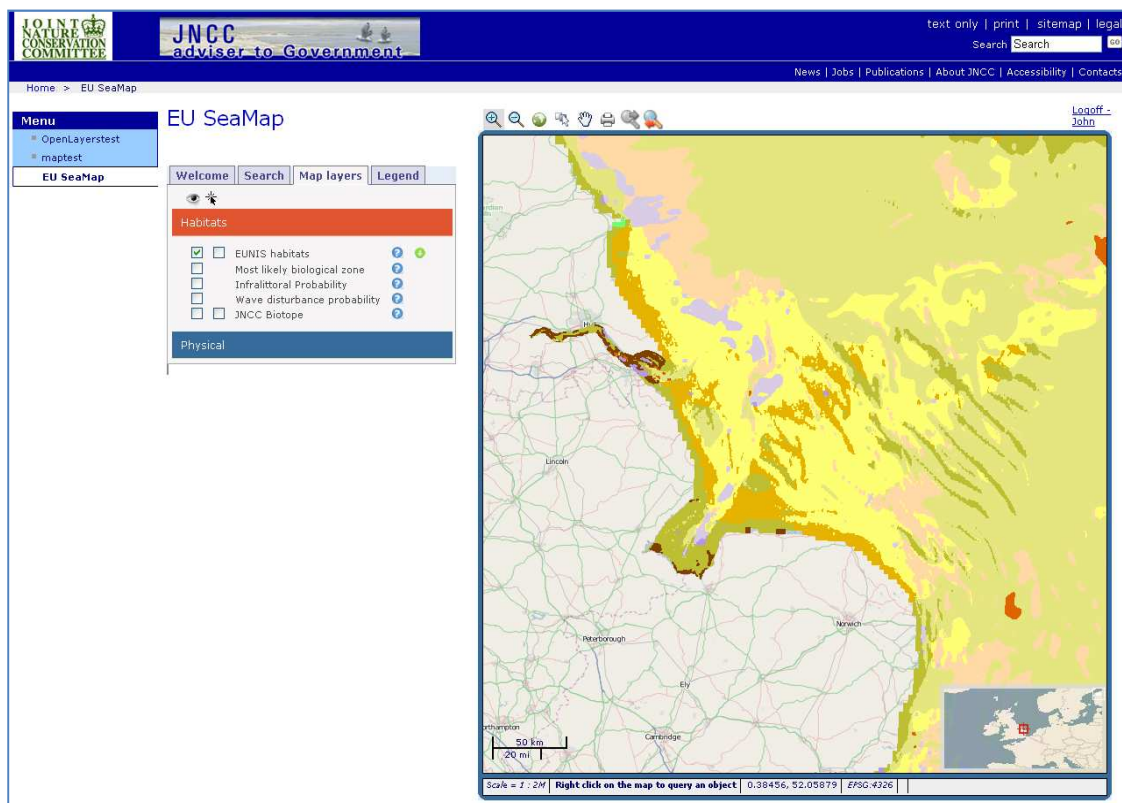 JOINT
NATURE
CONSERVATION
COMMITTEE
JNCC
adviser to Government
text only | print | sitemap | legal
Search Search GO
News | Jobs | Publications | About JNCC | Accessibility | Contacts
Home > EU SeaMap
Menu
OpenLayerstest
maptest
EU SeaMap
EU SeaMap
Logoff -
John
Welcome Search Map layers Legend
Habitats
EUNIS habitats
Most likely biological zone
Infralittoral Probability
Wave disturbance probability
JNCC Biotope
Physical
Lincoln
Norwich
Peterborough
Ely
Cambridge
50 km
20 mi
Scale = 1 : 2M Right click on the map to query an object 0.38456, 52.05879 EPSG:4326